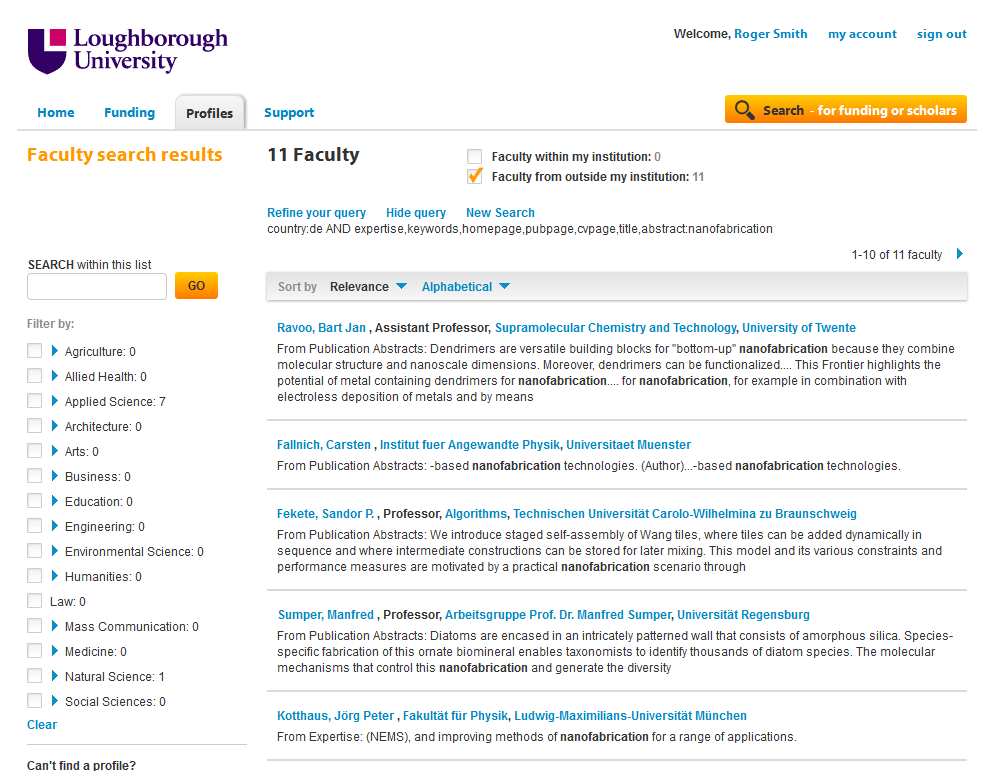 Loughborough
University
Welcome, Roger Smith my account sign out
Home Funding Profiles Support
Search - for funding or scholars
Faculty search results
11 Faculty
Faculty within my institution: 0
Faculty from outside my institution: 11
Refine your query Hide query New Search
country:de AND expertise,keywords,homepage,pubpage,cvpage,title,abstract:nanofabrication
1-10 of 11 faculty
SEARCH within this list
GO
Filter by:
Agriculture: 0
Allied Health: 0
Applied Science: 7
Architecture: 0
Arts: 0
Business: 0
Education: 0
Engineering: 0
Environmental Science: 0
Humanities: 0
Law: 0
Mass Communication: 0
Medicine: 0
Natural Science: 1
Social Sciences: 0
Clear
Can't find a profile?
Sort by Relevance Alphabetical
Ravoo, Bart Jan , Assistant Professor, Supramolecular Chemistry and Technology, University of Twente
From Publication Abstracts: Dendrimers are versatile building blocks for "bottom-up" nanofabrication because they combine
molecular structure and nanoscale dimensions. Moreover, dendrimers can be functionalized.... This Frontier highlights the
potential of metal containing dendrimers for nanofabrication.... for nanofabrication, for example in combination with
electroless deposition of metals and by means
Fallnich, Carsten , Institut fuer Angewandte Physik, Universitaet Muenster
From Publication Abstracts: -based nanofabrication technologies. (Author)...-based nanofabrication technologies.
Fekete, Sandor P. , Professor, Algorithms, Technischen Universität Carolo-Wilhelmina zu Braunschweig
From Publication Abstracts: We introduce staged self-assembly of Wang tiles, where tiles can be added dynamically in
sequence and where intermediate constructions can be stored for later mixing. This model and its various constraints and
performance measures are motivated by a practical nanofabrication scenario through
Sumper, Manfred , Professor, Arbeitsgruppe Prof. Dr. Manfred Sumper, Universität Regensburg
From Publication Abstracts: Diatoms are encased in an intricately patterned wall that consists of amorphous silica. Species-
specific fabrication of this ornate biomineral enables taxonomists to identify thousands of diatom species. The molecular
mechanisms that control this nanofabrication and generate the diversity
Kotthaus, Jörg Peter , Fakultät für Physik, Ludwig-Maximilians-Universität München
From Expertise: (NEMS), and improving methods of nanofabrication for a range of applications.